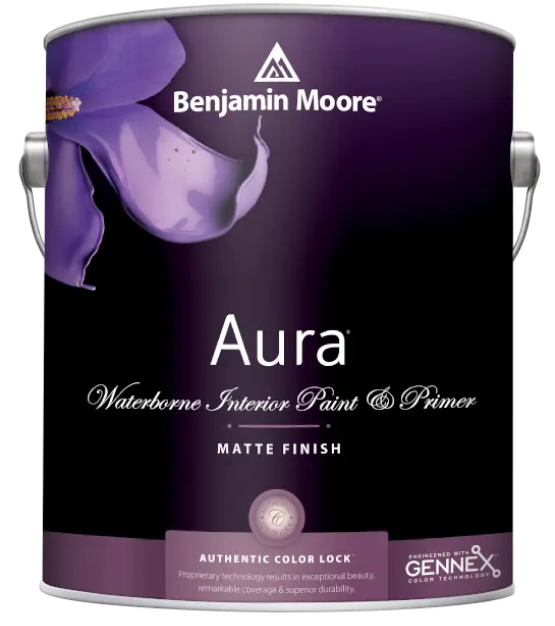 Benjamin Moore®
Aura®
Waterborne Interior Paint & Primer
MATTE FINISH
AUTHENTIC COLOR LOCK™
Proprietary technology results in exceptional beauty,
remarkable coverage & superior durability.
ENGINEERED WITH
GENNEX
COLOR TECHNOLOGY